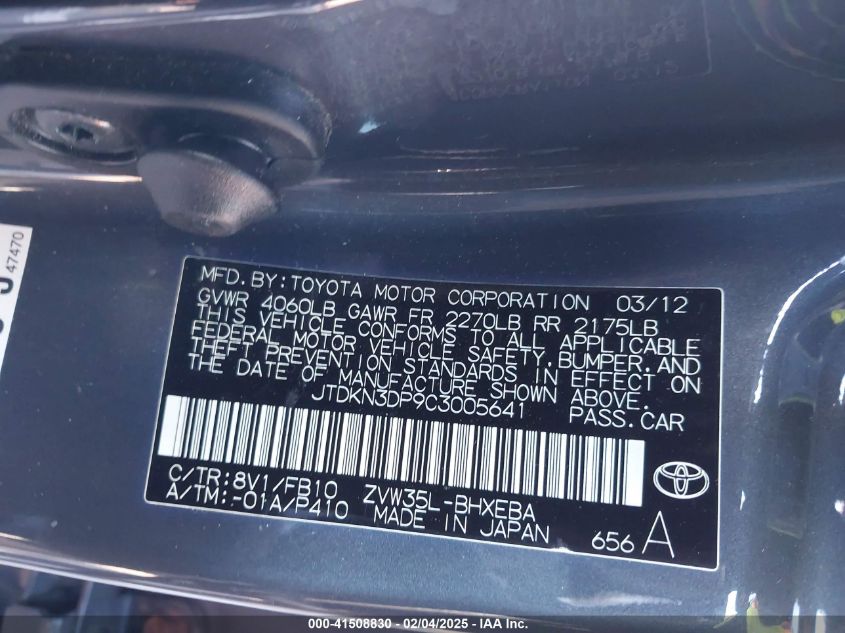 47470
MFD. BY: TOYOTA MOTOR CORPORATION 03/12
GVWR 4060LB GAWR FR 2270LB RR 2175LB
THIS VEHICLE CONFORMS TO ALL APPLICABLE
FEDERAL MOTOR VEHICLE SAFETY, BUMPER, AND
THEFT PREVENTION STANDARDS IN EFFECT ON
THE DATE OF MANUFACTURE SHOWN ABOVE.
JTDKN3DP9C3005641 PASS. CAR
C/TR: 8V1/FB10 ZVW35L-BHXEBA
A/TM: -01A/P410 MADE IN JAPAN
656 A
000-41508830 - 02/04/2025 - IAA Inc.